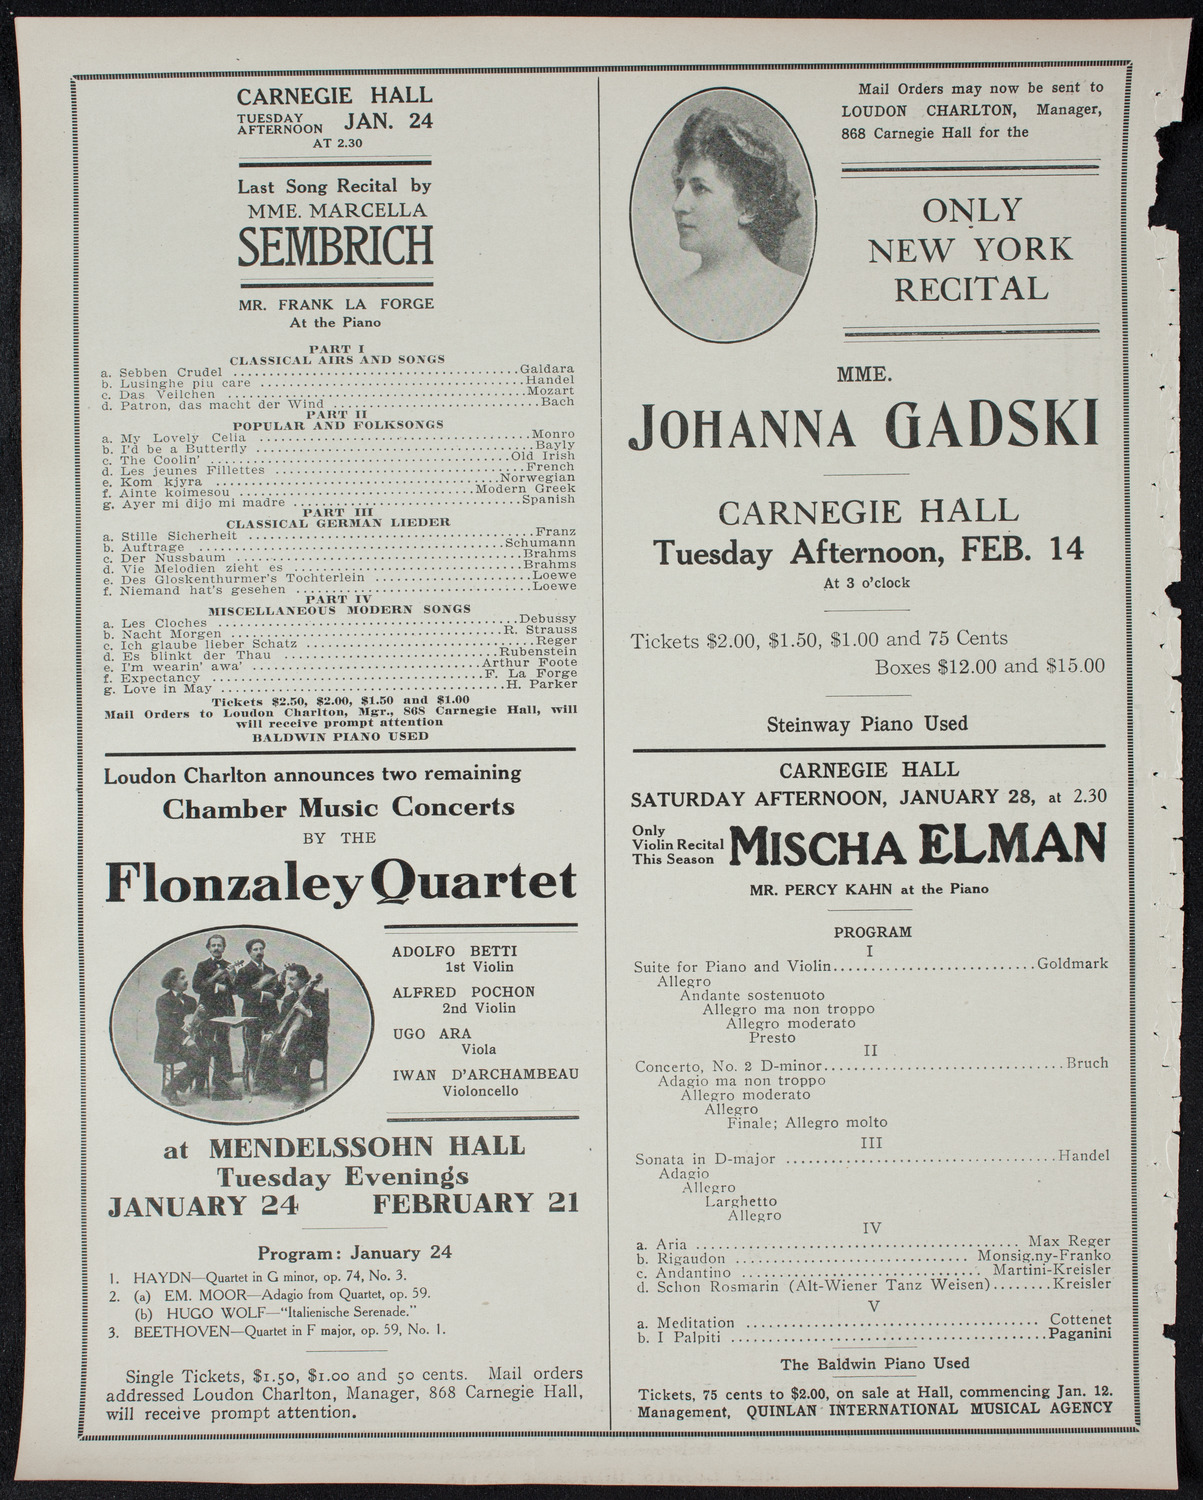 CARNEGIE HALL
TUESDAY AFTERNOON JAN. 24
AT 2.30
Last Song Recital by
MME. MARCELLA
SEMBRICH
MR. FRANK LA FORGE
At the Piano
PART I
CLASSICAL AIRS AND SONGS
a. Sebben Crudel ........ Galdara
b. Lusinghe piu care ........ Handel
c. Das Veilchen ........ Mozart
d. Patron, das macht der Wind ........ Bach
PART II
POPULAR AND FOLKSONGS
a. My Lovely Celia ........ Monro
b. I'd be a Butterfly ........ Bayly
c. The Coolin' ........ Old Irish
d. Les jeunes Fillettes ........ French
e. Kom kjyra ........ Norwegian
f. Ainte koimesou ........ Modern Greek
g. Ayer mi dijo mi madre ........ Spanish
PART III
CLASSICAL GERMAN LIEDER
a. Stille Sicherheit ........ Franz
b. Auftrage ........ Schumann
c. Der Nussbaum ........ Brahms
d. Vie Melodien zieht es ........ Brahms
e. Des Gloskenthurmer's Tochterlein ........ Loewe
f. Niemand hat's gesehen ........ Loewe
PART IV
MISCELLANEOUS MODERN SONGS
a. Les Cloches ........ Debussy
b. Nacht Morgen ........ R. Strauss
c. Ich glaube lieber Schatz ........ Reger
d. Es blinkt der Thau ........ Rubenstein
e. I'm wearin' awa' ........ Arthur Foote
f. Expectancy ........ F. La Forge
g. Love in May ........ H. Parker
Tickets $2.50, $2.00, $1.50 and $1.00
Mail Orders to Loudon Charlton, Mgr., 868 Carnegie Hall, will
will receive prompt attention
BALDWIN PIANO USED
Loudon Charlton announces two remaining
Chamber Music Concerts
BY THE
Flonzaley Quartet
ADOLFO BETTI
1st Violin
ALFRED POCHON
2nd Violin
UGO ARA
Viola
IWAN D'ARCHAMBEAU
Violoncello
at MENDELSSOHN HALL
Tuesday Evenings
JANUARY 24 FEBRUARY 21
Program: January 24
1. HAYDN—Quartet in G minor, op. 74, No. 3.
2. (a) EM. MOOR—Adagio from Quartet, op. 59.
(b) HUGO WOLF—"Italienische Serenade."
3. BEETHOVEN—Quartet in F major, op. 59, No. 1.
Single Tickets, $1.50, $1.00 and 50 cents. Mail orders
addressed Loudon Charlton, Manager, 868 Carnegie Hall,
will receive prompt attention.
Mail Orders may now be sent to
LOUDON CHARLTON, Manager,
868 Carnegie Hall for the
ONLY
NEW YORK
RECITAL
MME.
JOHANNA GADSKI
CARNEGIE HALL
Tuesday Afternoon, FEB. 14
At 3 o'clock
Tickets $2.00, $1.50, $1.00 and 75 Cents
Boxes $12.00 and $15.00
Steinway Piano Used
CARNEGIE HALL
SATURDAY AFTERNOON, JANUARY 28, at 2.30
Only Violin Recital This Season MISCHA ELMAN
MR. PERCY KAHN at the Piano
PROGRAM
I
Suite for Piano and Violin ........ Goldmark
Allegro
Andante sostenuto
Allegro ma non troppo
Allegro moderato
Presto
II
Concerto, No. 2 D-minor ........ Bruch
Adagio ma non troppo
Allegro moderato
Allegro
Finale; Allegro molto
III
Sonata in D-major ........ Handel
Adagio
Allegro
Larghetto
Allegro
IV
a. Aria ........ Max Reger
b. Rigaudon ........ Monsig.ny-Franko
c. Andantino ........ Martini-Kreisler
d. Schon Rosmarin (Alt-Wiener Tanz Weisen) ........ Kreisler
V
a. Meditation ........ Cottenet
b. I Palpiti ........ Paganini
The Baldwin Piano Used
Tickets, 75 cents to $2.00, on sale at Hall, commencing Jan. 12.
Management, QUINLAN INTERNATIONAL MUSICAL AGENCY